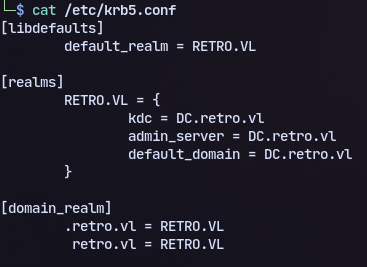 └─$ cat /etc/krb5.conf
[libdefaults]
        default_realm = RETRO.VL

[realms]
        RETRO.VL = {
                kdc = DC.retro.vl
                admin_server = DC.retro.vl
                default_domain = DC.retro.vl
        }

[domain_realm]
        .retro.vl = RETRO.VL
         retro.vl = RETRO.VL